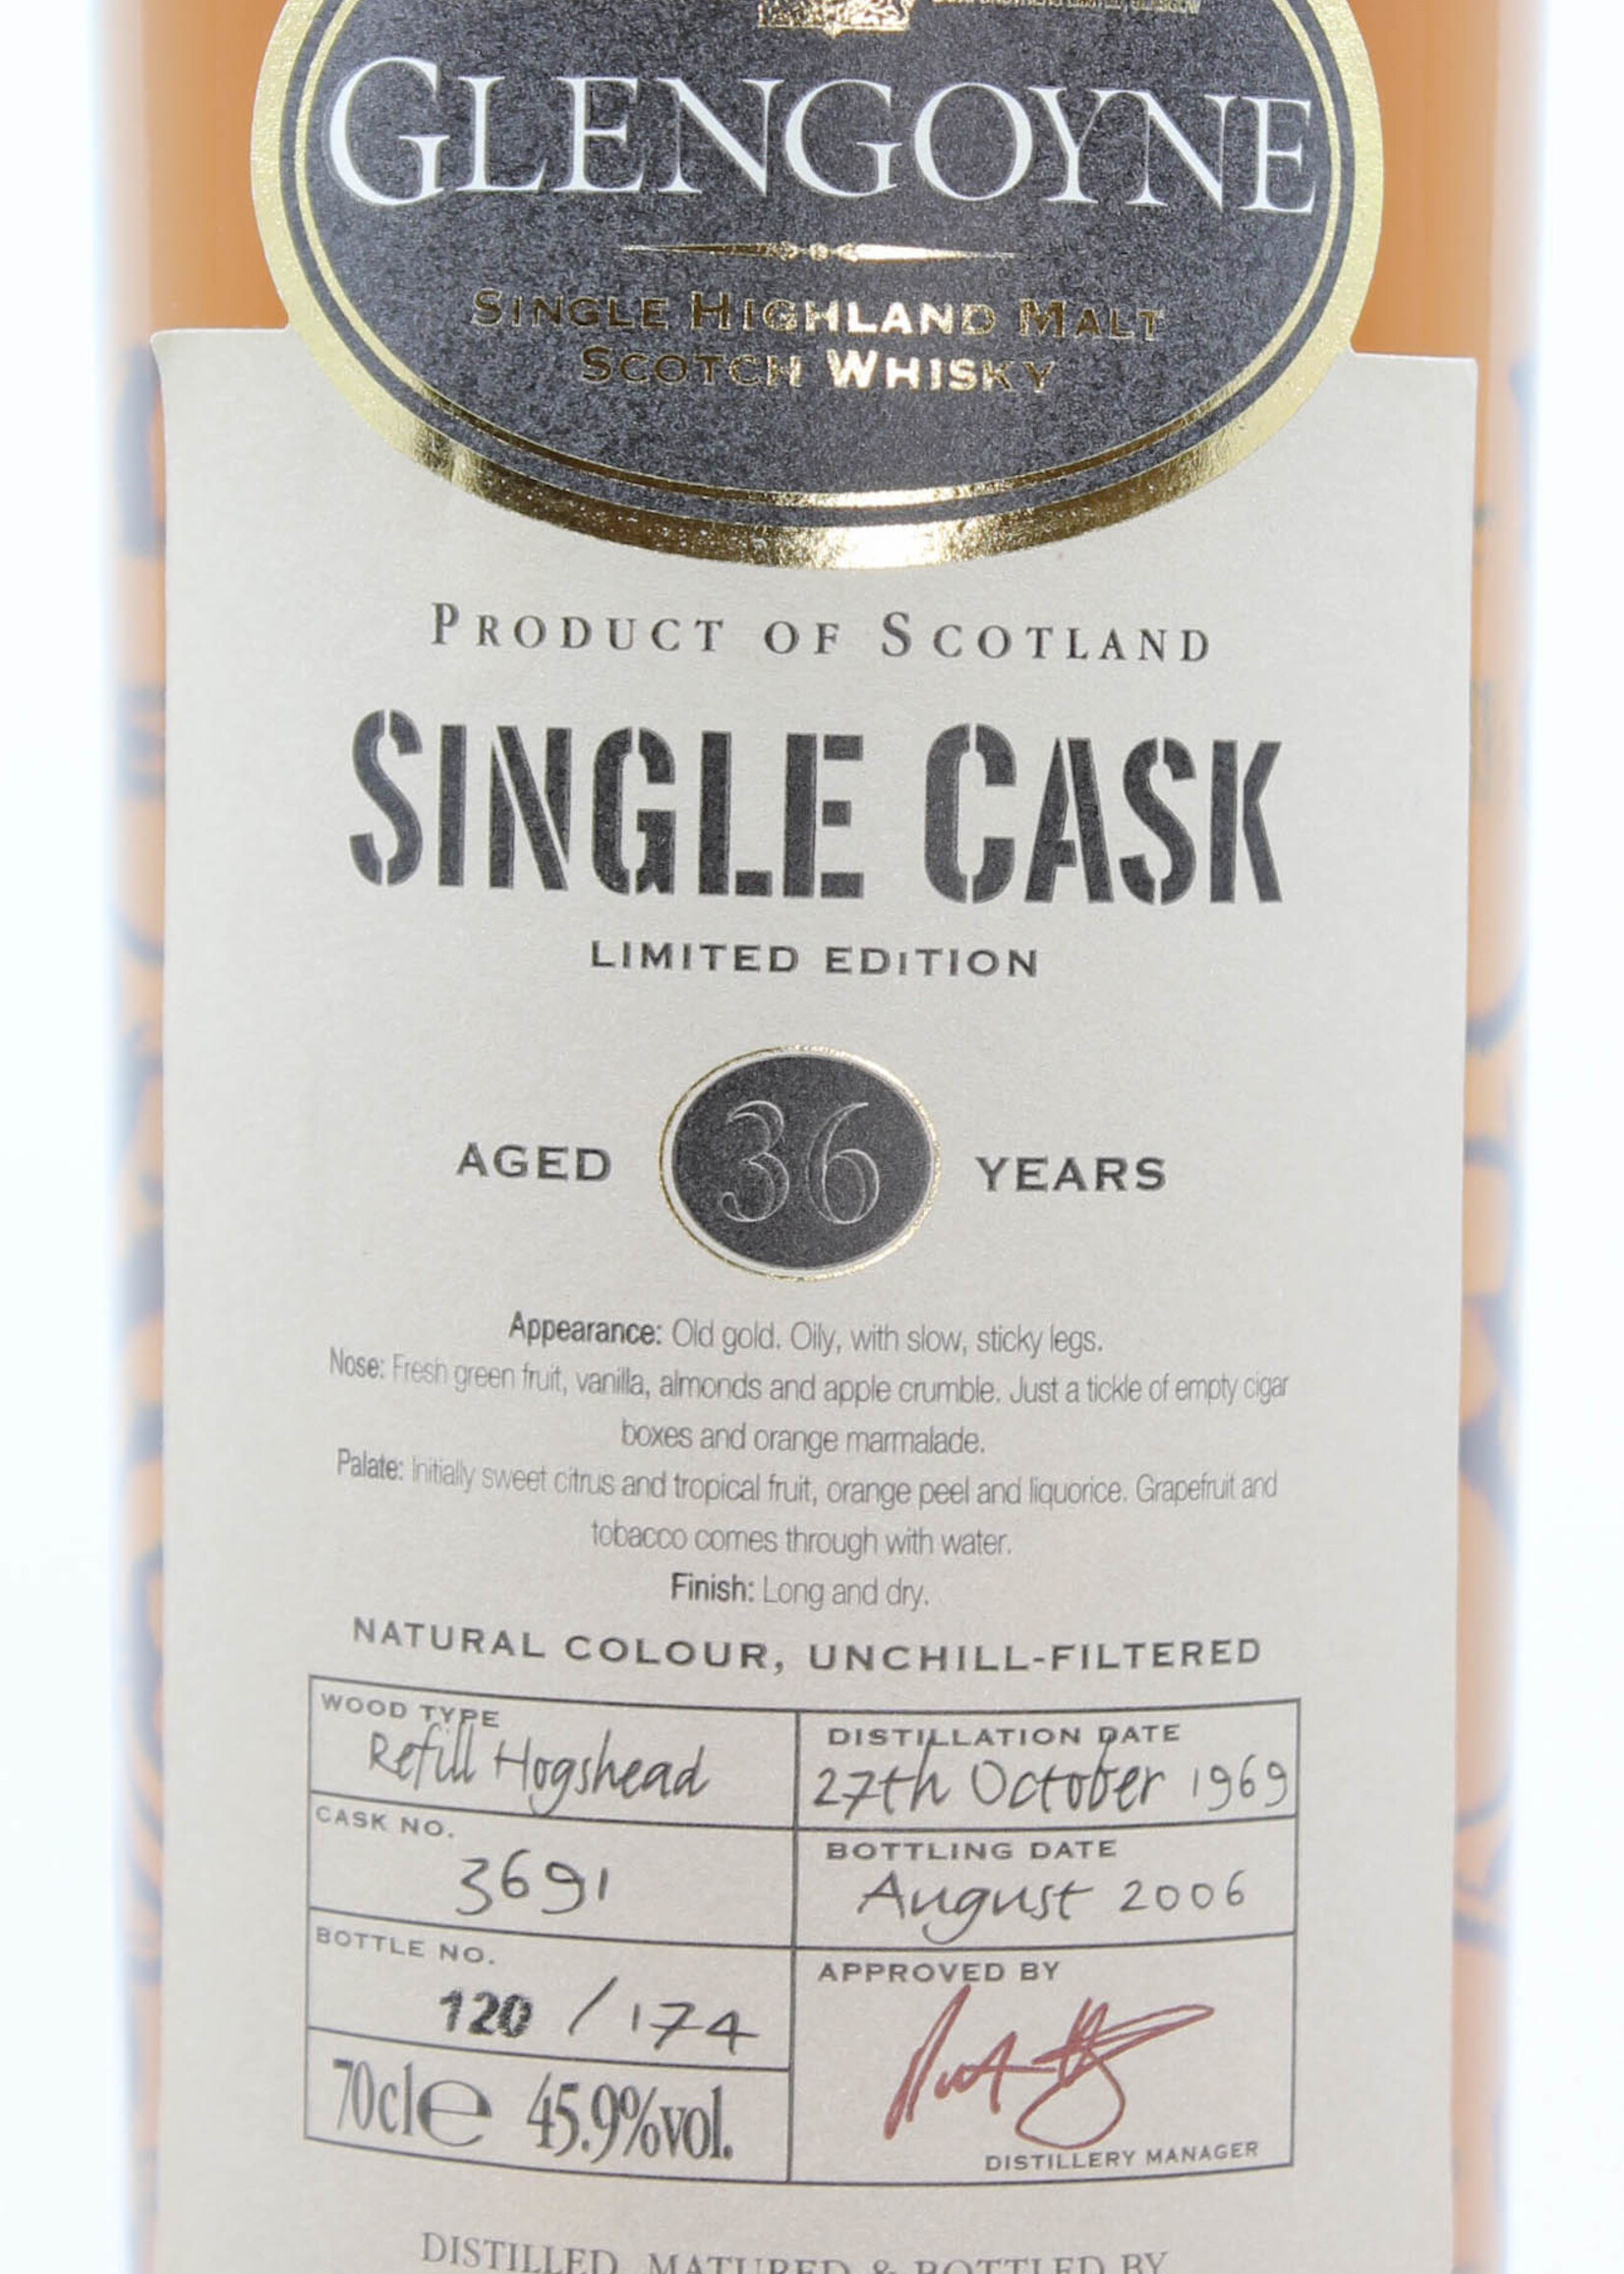 GLENGOYNE
SINGLE HIGHLAND MALT
SCOTCH WHISKY
PRODUCT OF SCOTLAND
SINGLE CASK
LIMITED EDITION
AGED 36 YEARS
Appearance: Old gold. Oily, with slow, sticky legs.
Nose: Fresh green fruit, vanilla, almonds and apple crumble. Just a tickle of empty cigar
boxes and orange marmalade.
Palate: Initially sweet citrus and tropical fruit, orange peel and liquorice. Grapefruit and
tobacco comes through with water.
Finish: Long and dry.
NATURAL COLOUR, UNCHILL-FILTERED
WOOD TYPE
Refill Hogshead
DISTILLATION DATE
27th October 1969
CASK NO.
3691
BOTTLING DATE
August 2006
BOTTLE NO.
120 / 174
APPROVED BY
70cl e 45.9%vol.
DISTILLERY MANAGER
DISTILLED, MATURED & BOTTLED BY